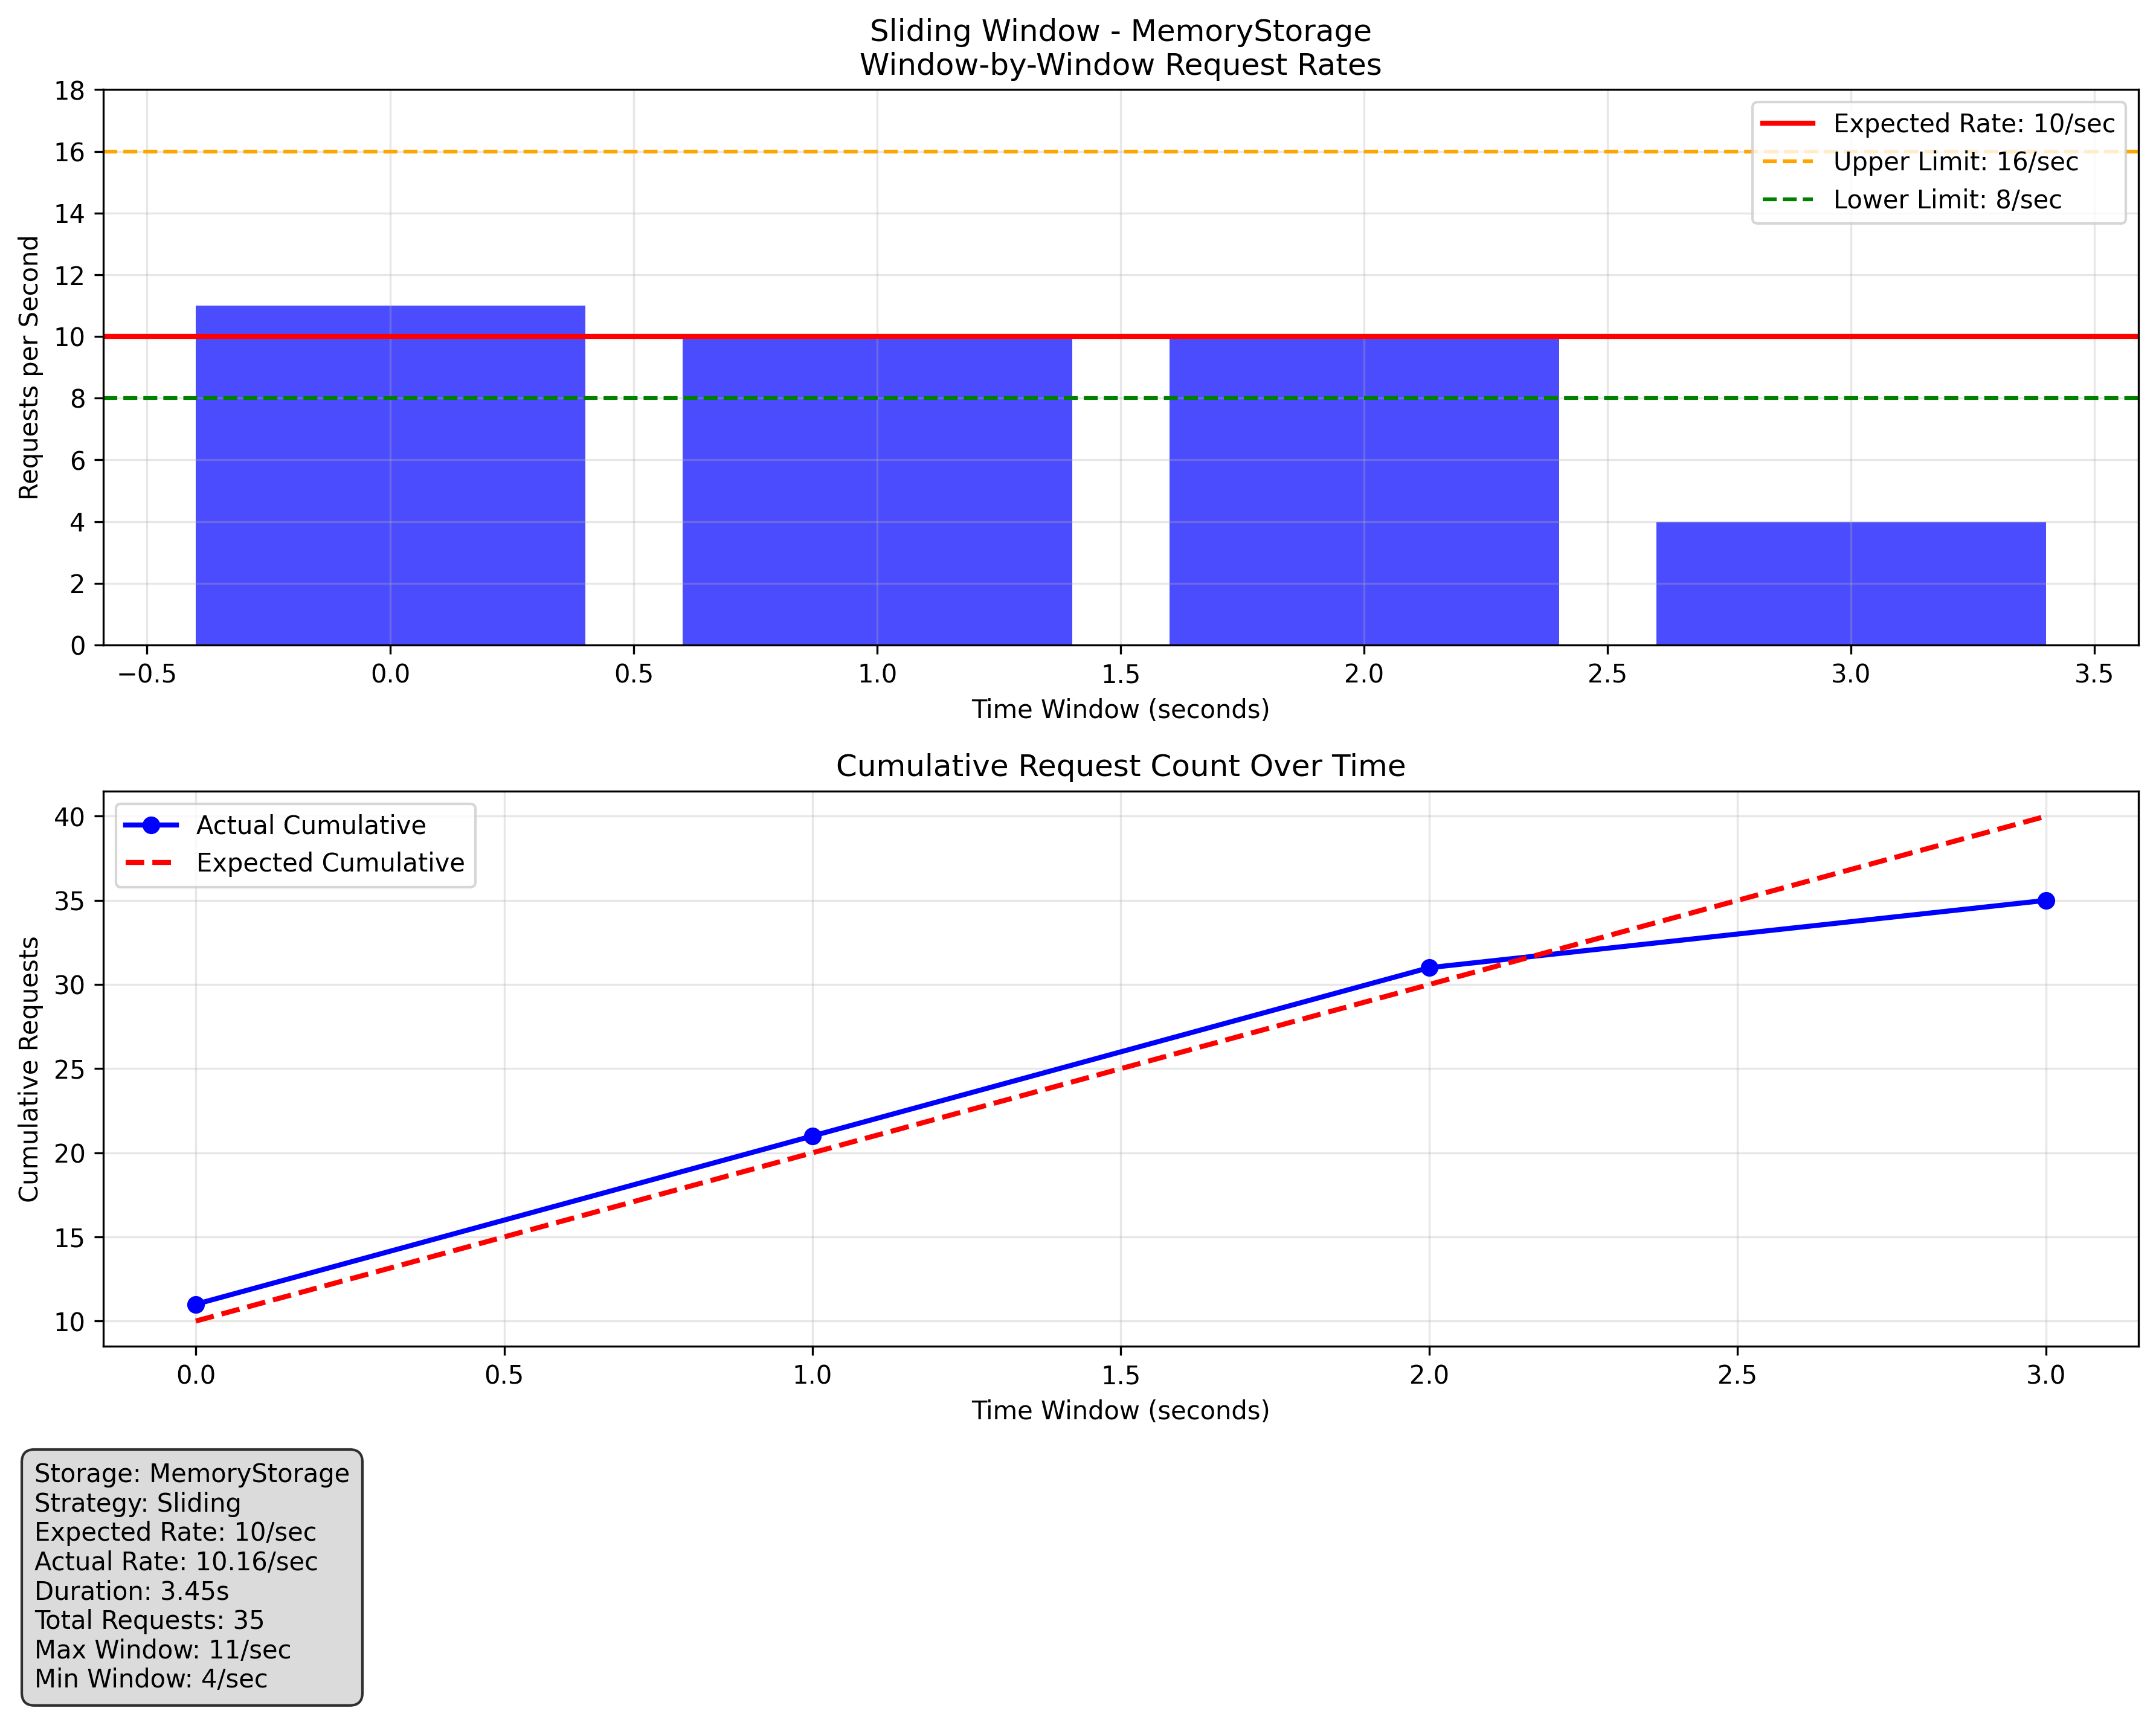 Sliding Window - MemoryStorage
Window-by-Window Request Rates
Requests per Second
18
16
14
12
10
8
6
4
2
0
Expected Rate: 10/sec
Upper Limit: 16/sec
Lower Limit: 8/sec
−0.5 0.0 0.5 1.0 1.5 2.0 2.5 3.0 3.5
Time Window (seconds)
Cumulative Request Count Over Time
Cumulative Requests
40
35
30
25
20
15
10
Actual Cumulative
Expected Cumulative
0.0 0.5 1.0 1.5 2.0 2.5 3.0
Time Window (seconds)
Storage: MemoryStorage
Strategy: Sliding
Expected Rate: 10/sec
Actual Rate: 10.16/sec
Duration: 3.45s
Total Requests: 35
Max Window: 11/sec
Min Window: 4/sec